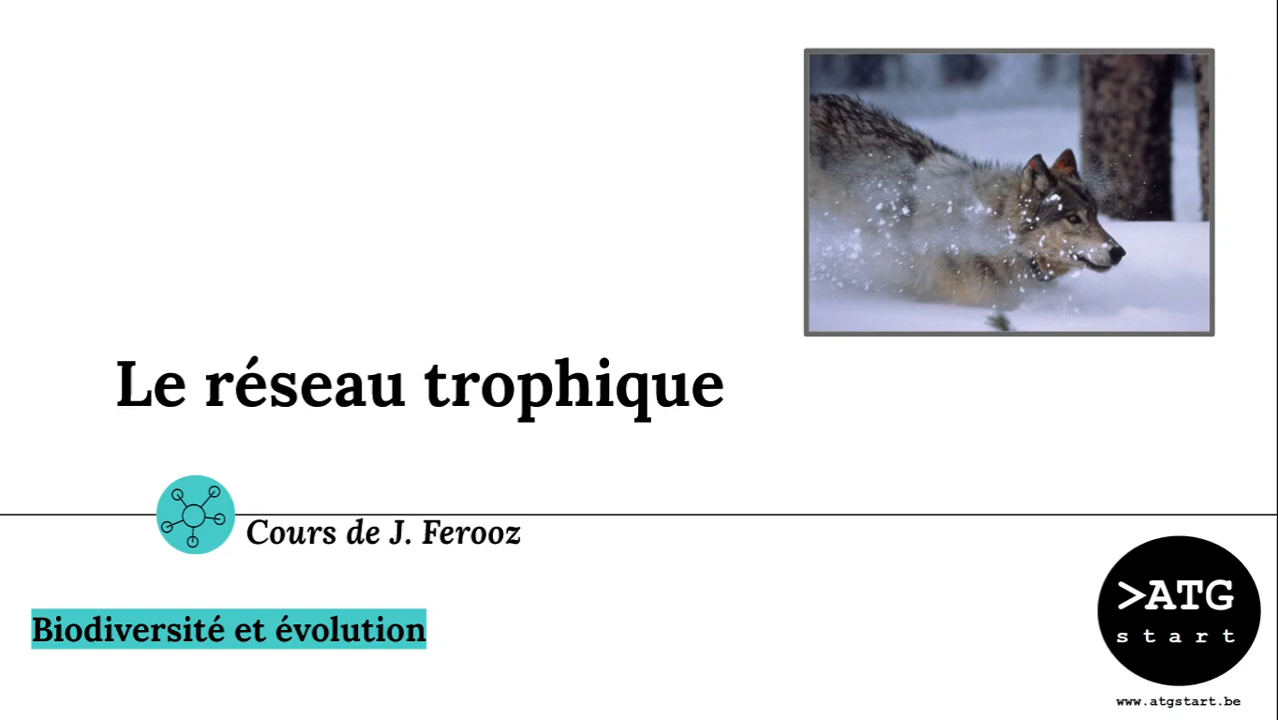 Le réseau trophique
Cours de J. Ferooz
Biodiversité et évolution
>ATG
start
www.atgstart.be